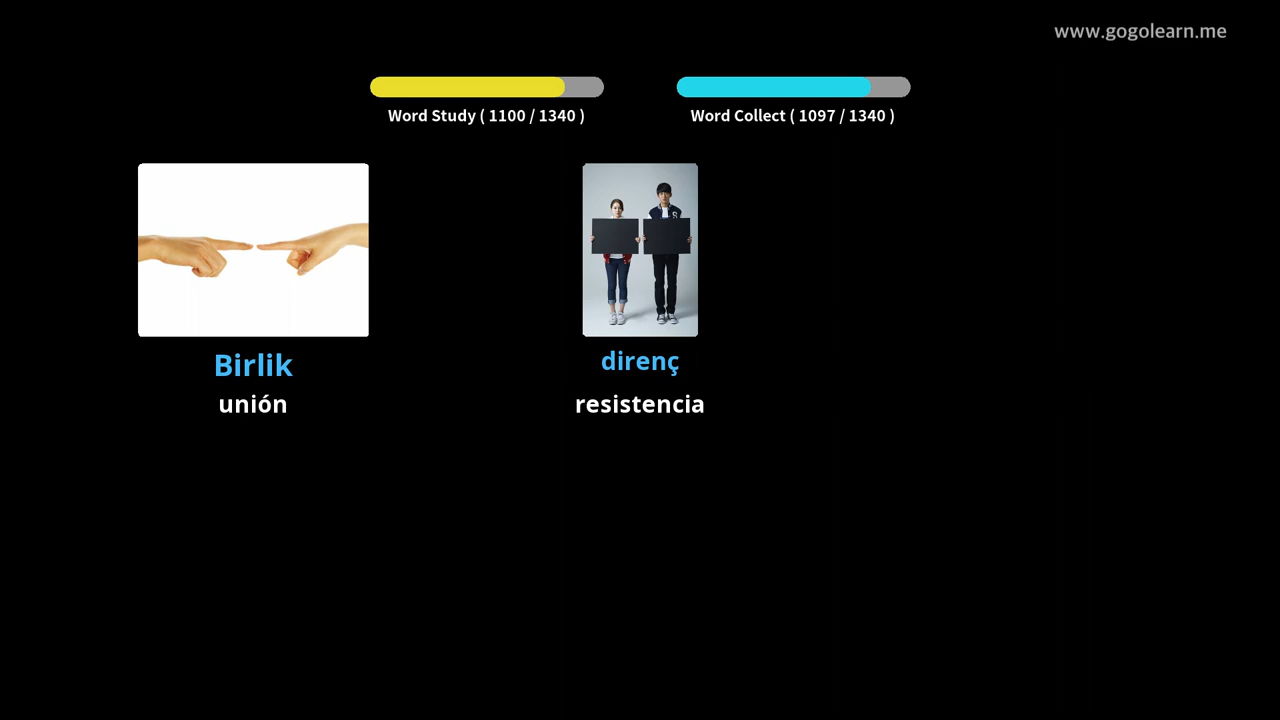 www.gogolearn.me
Word Study ( 1100 / 1340 )
Word Collect ( 1097 / 1340 )
Birlik
unión
direnç
resistencia